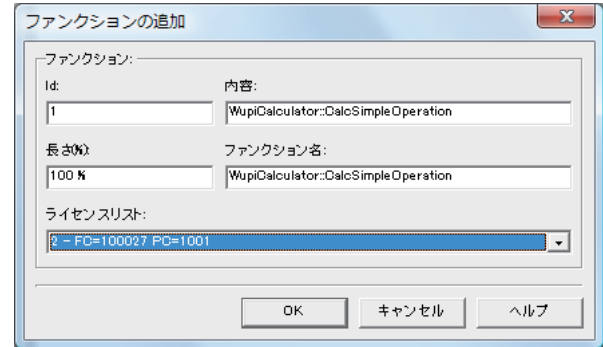 ファンクションの追加
ファンクション:
Id: 内容:
1 WupiCalculator::CalcSimpleOperation
長さ(%): ファンクション名:
100 % WupiCalculator::CalcSimpleOperation
ライセンスリスト:
2 - FC=100027 PC=1001
OK キャンセル ヘルプ